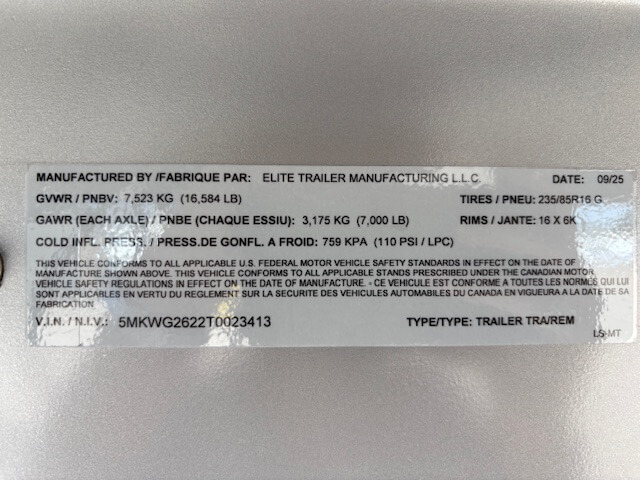 MANUFACTURED BY /FABRIQUE PAR: ELITE TRAILER MANUFACTURING L.L.C. DATE: 09/25
GVWR / PNBV: 7,523 KG (16,584 LB) TIRES / PNEU: 235/85R16 G
GAWR (EACH AXLE) / PNBE (CHAQUE ESSIU): 3,175 KG (7,000 LB) RIMS / JANTE: 16 X 6K
COLD INFL. PRESS. / PRESS.DE GONFL. A FROID: 759 KPA (110 PSI / LPC)
THIS VEHICLE CONFORMS TO ALL APPLICABLE U.S. FEDERAL MOTOR VEHICLE SAFETY STANDARDS IN EFFECT ON THE DATE OF
MANUFACTURE SHOWN ABOVE. THIS VEHICLE CONFORMS TO ALL APPLICABLE STANDS PRESCRIBED UNDER THE CANADIAN MOTOR
VEHICLE SAFETY REGULATIONS IN EFFECT ON THE DATE OF MANUFACTURE. - CE VEHICULE EST CONFORME A TOUTES LES NORMES QUI LUI
SONT APPLICABLES EN VERTU DU REGLEMENT SUR LA SECURITE DES VEHICULES AUTOMOBILES DU CANADA EN VIGUEUR A LA DATE DE SA
FABRICATION
V.I.N. / N.I.V.: 5MKWG2622T0023413 TYPE/TYPE: TRAILER TRA/REM
LS-MT